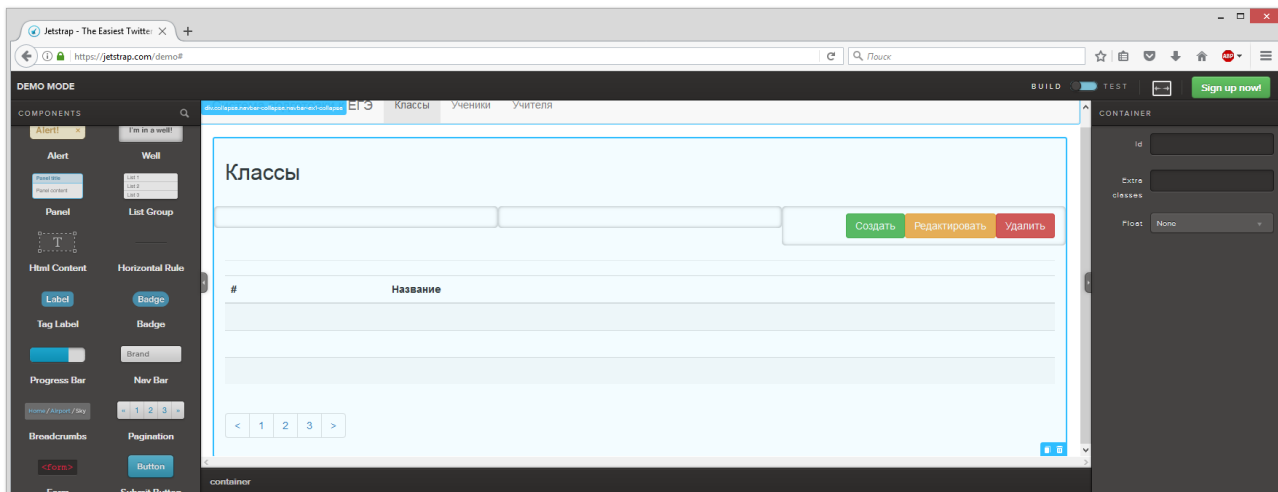 Jetstrap - The Easiest Twitter
https://jetstrap.com/demo#
Поиск
ABP
DEMO MODE
BUILD TEST
Sign up now!
COMPONENTS
div.collapse.navbar-collapse.navbar-ex1-collapse ЕГЭ Классы Ученики Учителя
CONTAINER
Alert! × I'm in a well!
Alert Well
Panel title
Panel content
List 1
List 2
List 3
Panel List Group
T
Html Content Horizontal Rule
Label Badge
Tag Label Badge
Brand
Progress Bar Nav Bar
Home / Airport / Sky « 1 2 3 »
Breadcrumbs Pagination
<form> Button
Form Submit Button
Классы
Создать Редактировать Удалить
# Название
< 1 2 3 >
container
Id
Extra
classes
Float None